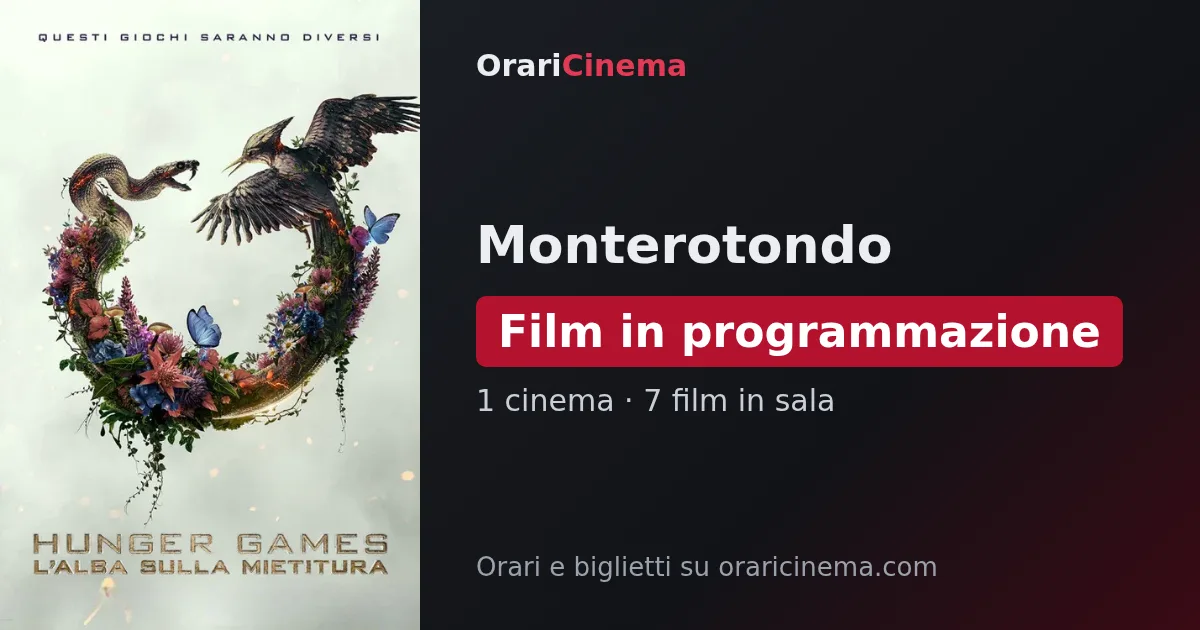 QUESTI GIOCHI SARANNO DIVERSI
HUNGER GAMES
L'ALBA SULLA MIETITURA
OrariCinema
Monterotondo
Film in programmazione
1 cinema · 7 film in sala
Orari e biglietti su oraricinema.com